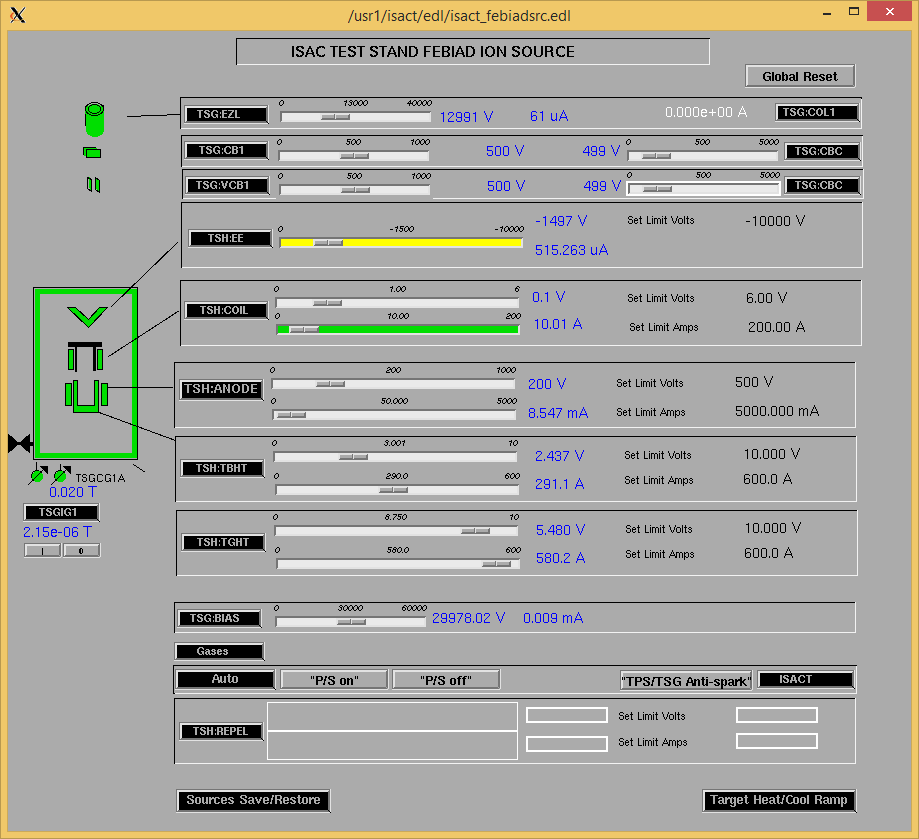 /usr1/isact/edl/isact_febiadsrc.edl
ISAC TEST STAND FEBIAD ION SOURCE
Global Reset
TSG:EZL 0 13000 40000 12991 V 61 uA 0.000e+00 A TSG:COL1
TSG:CB1 0 500 1000 500 V 499 V 0 500 5000 TSG:CBC
TSG:VCB1 0 500 1000 500 V 499 V 0 500 5000 TSG:CBC
TSH:EE 0 -1500 -10000 -1497 V Set Limit Volts -10000 V
515.263 uA
TSH:COIL 0 1.00 6 0.1 V Set Limit Volts 6.00 V
0 10.00 200 10.01 A Set Limit Amps 200.00 A
TSH:ANODE 0 200 1000 200 V Set Limit Volts 500 V
0 50.000 5000 8.547 mA Set Limit Amps 5000.000 mA
TSH:TBHT 0 3.001 10 2.437 V Set Limit Volts 10.000 V
0 290.0 600 291.1 A Set Limit Amps 600.0 A
TSGCG1A
0.020 T
TSGIG1
2.15e-06 T
I 0
TSH:TGHT 0 6.750 10 5.480 V Set Limit Volts 10.000 V
0 580.0 600 580.2 A Set Limit Amps 600.0 A
TSG:BIAS 0 30000 60000 29978.02 V 0.009 mA
Gases
Auto "P/S on" "P/S off" "TPS/TSG Anti-spark" ISACT
TSH:REPEL Set Limit Volts
Set Limit Amps
Sources Save/Restore Target Heat/Cool Ramp